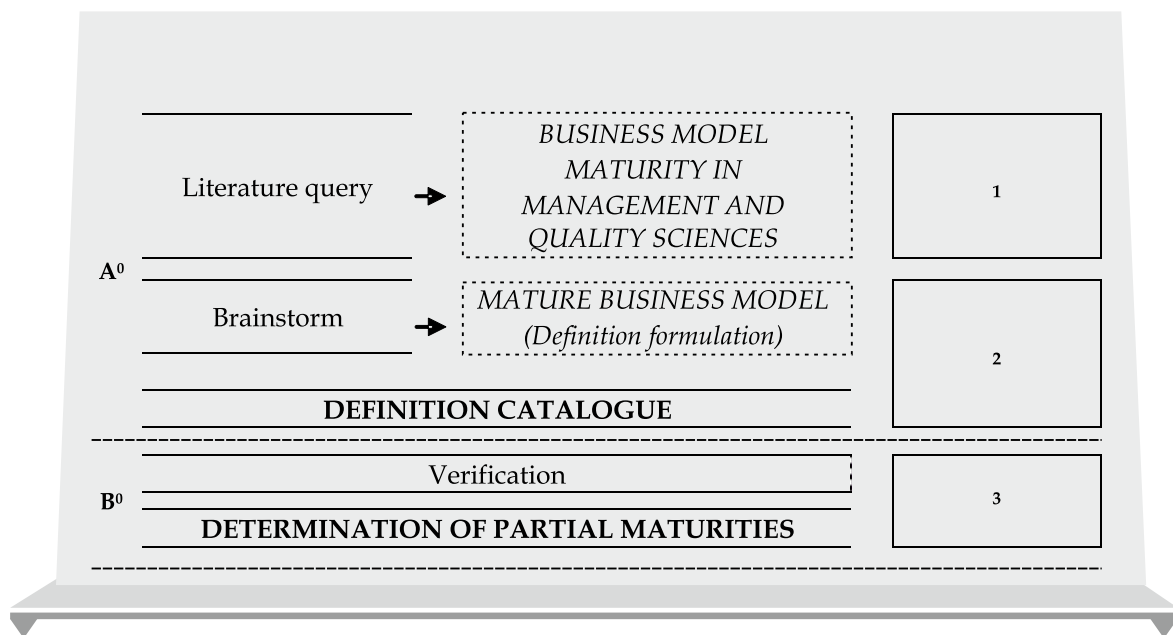 Literature query
BUSINESS MODEL
MATURITY IN
MANAGEMENT AND
QUALITY SCIENCES
1
A⁰
Brainstorm
MATURE BUSINESS MODEL
(Definition formulation)
2
DEFINITION CATALOGUE
Verification
B⁰
3
DETERMINATION OF PARTIAL MATURITIES